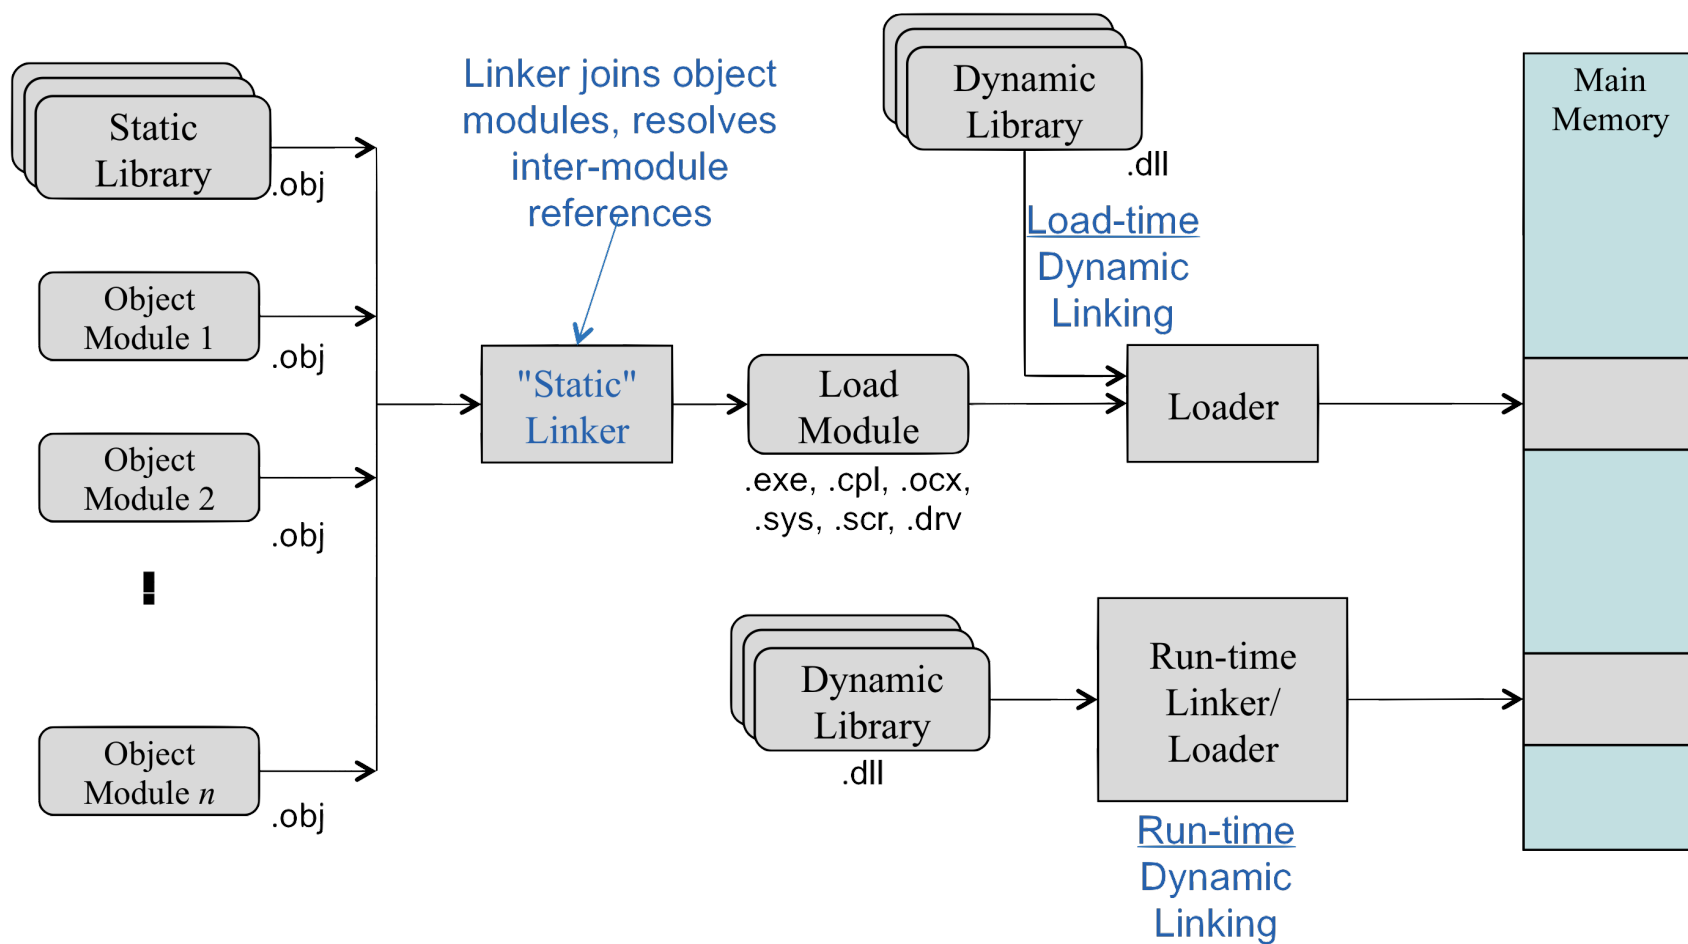 Static
Library
.obj
Object
Module 1
.obj
Object
Module 2
.obj
Object
Module n
.obj
Linker joins object
modules, resolves
inter-module
references
"Static"
Linker
Load
Module
.exe, .cpl, .ocx,
.sys, .scr, .drv
Dynamic
Library
.dll
Load-time
Dynamic
Linking
Loader
Dynamic
Library
.dll
Run-time
Linker/
Loader
Run-time
Dynamic
Linking
Main
Memory